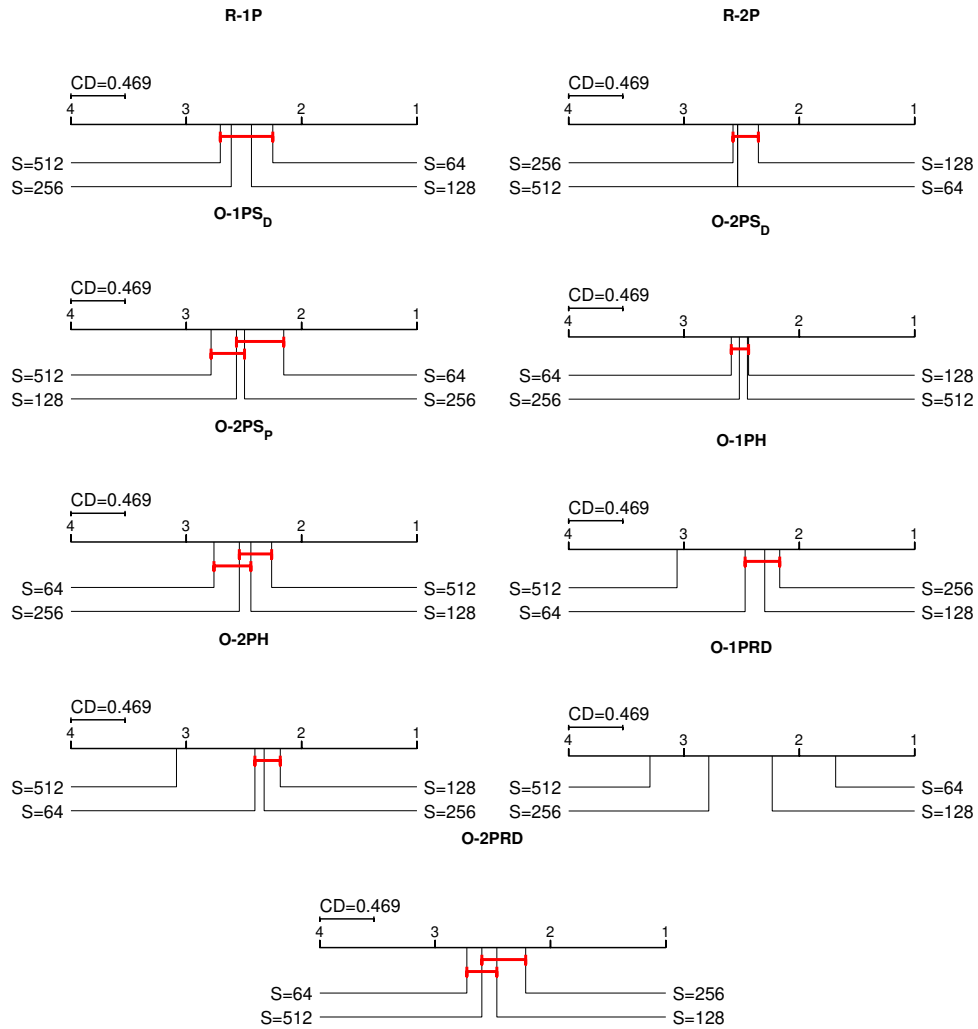 R-1P
R-2P
CD=0.469
4 3 2 1
S=512 S=64
S=256 S=128
CD=0.469
4 3 2 1
S=256 S=128
S=512 S=64
O-1PS_D
O-2PS_D
CD=0.469
4 3 2 1
S=512 S=64
S=128 S=256
CD=0.469
4 3 2 1
S=64 S=128
S=256 S=512
O-2PS_P
O-1PH
CD=0.469
4 3 2 1
S=64 S=512
S=256 S=128
CD=0.469
4 3 2 1
S=512 S=256
S=64 S=128
O-2PH
O-1PRD
CD=0.469
4 3 2 1
S=512 S=128
S=64 S=256
CD=0.469
4 3 2 1
S=512 S=64
S=256 S=128
O-2PRD
CD=0.469
4 3 2 1
S=64 S=256
S=512 S=128